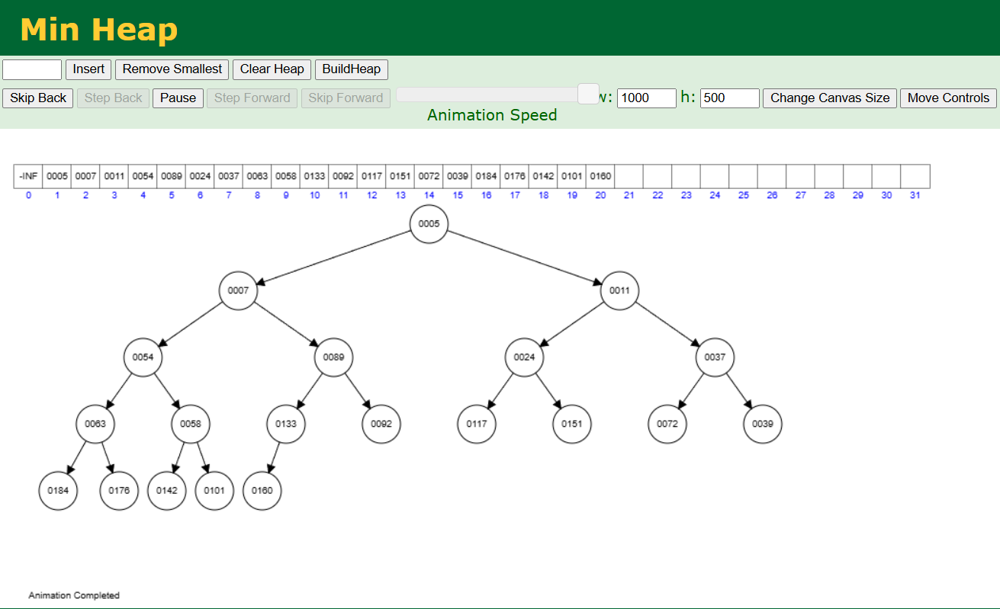 Min Heap
Insert Remove Smallest Clear Heap BuildHeap
Skip Back Step Back Pause Step Forward Skip Forward w: 1000 h: 500 Change Canvas Size Move Controls
Animation Speed
-INF 0005 0007 0011 0054 0089 0024 0037 0063 0058 0133 0092 0117 0151 0072 0039 0184 0176 0142 0101 0160
0 1 2 3 4 5 6 7 8 9 10 11 12 13 14 15 16 17 18 19 20 21 22 23 24 25 26 27 28 29 30 31
0005
0007 0011
0054 0089 0024 0037
0063 0058 0133 0092 0117 0151 0072 0039
0184 0176 0142 0101 0160
Animation Completed